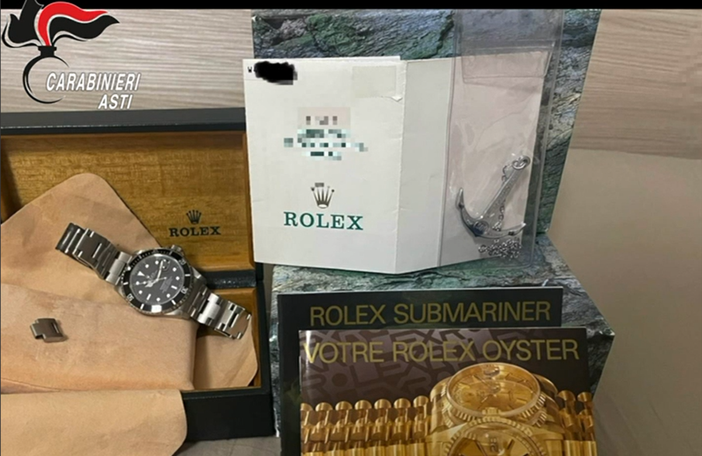 CARABINIERI
ASTI
ROLEX
ROLEX
ROLEX SUBMARINER
VOTRE ROLEX OYSTER